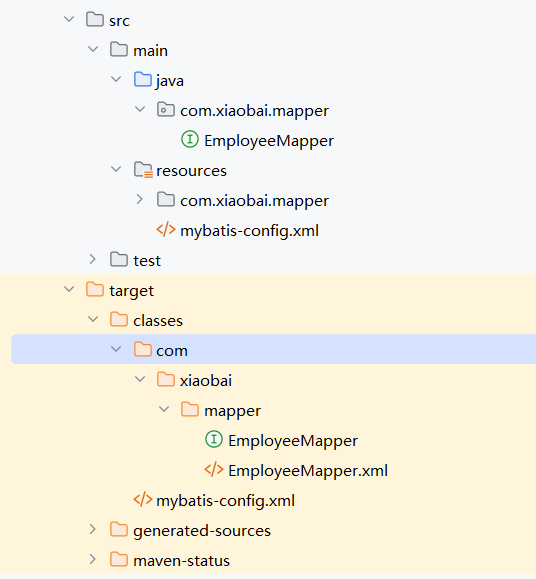 src
main
java
com.xiaobai.mapper
EmployeeMapper
resources
com.xiaobai.mapper
mybatis-config.xml
test
target
classes
com
xiaobai
mapper
EmployeeMapper
EmployeeMapper.xml
mybatis-config.xml
generated-sources
maven-status